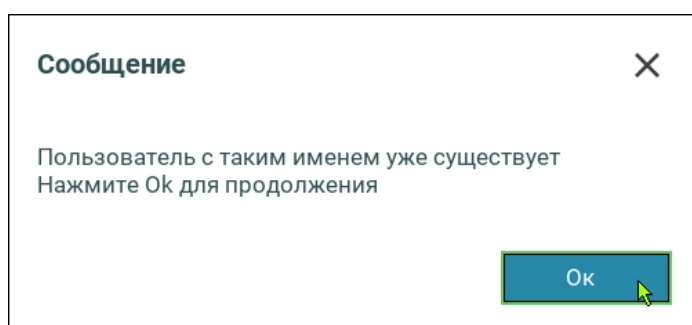 Сообщение
Пользователь с таким именем уже существует
Нажмите Ok для продолжения
Ок